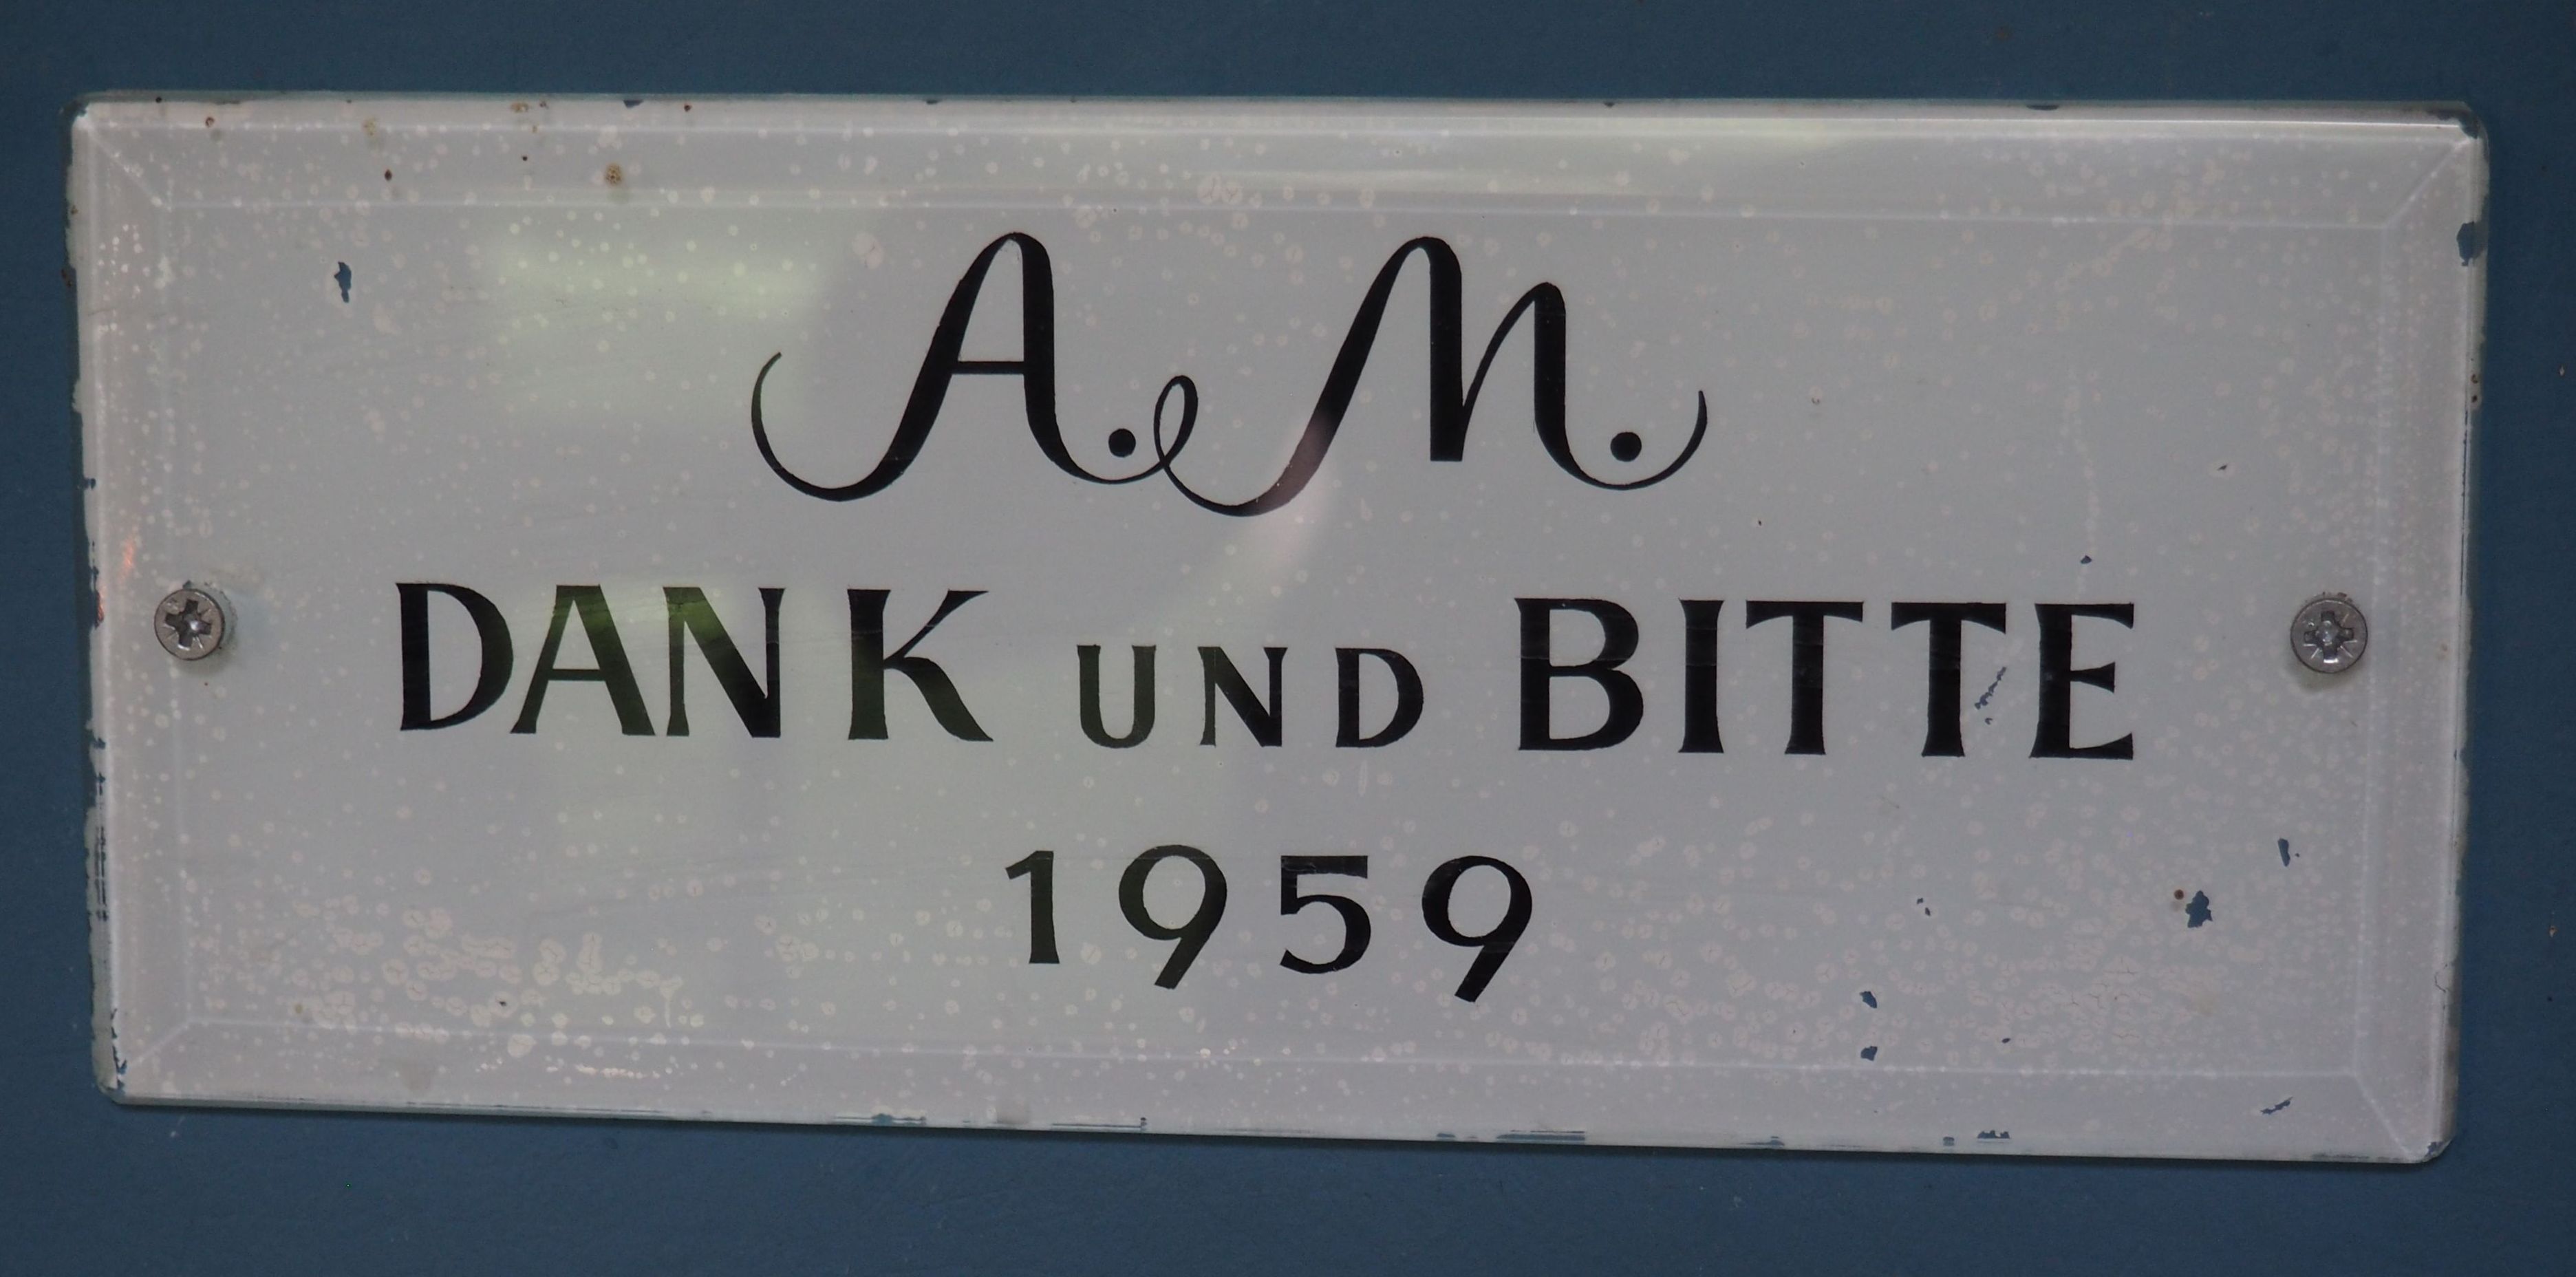 A. M.
DANK UND BITTE
1959